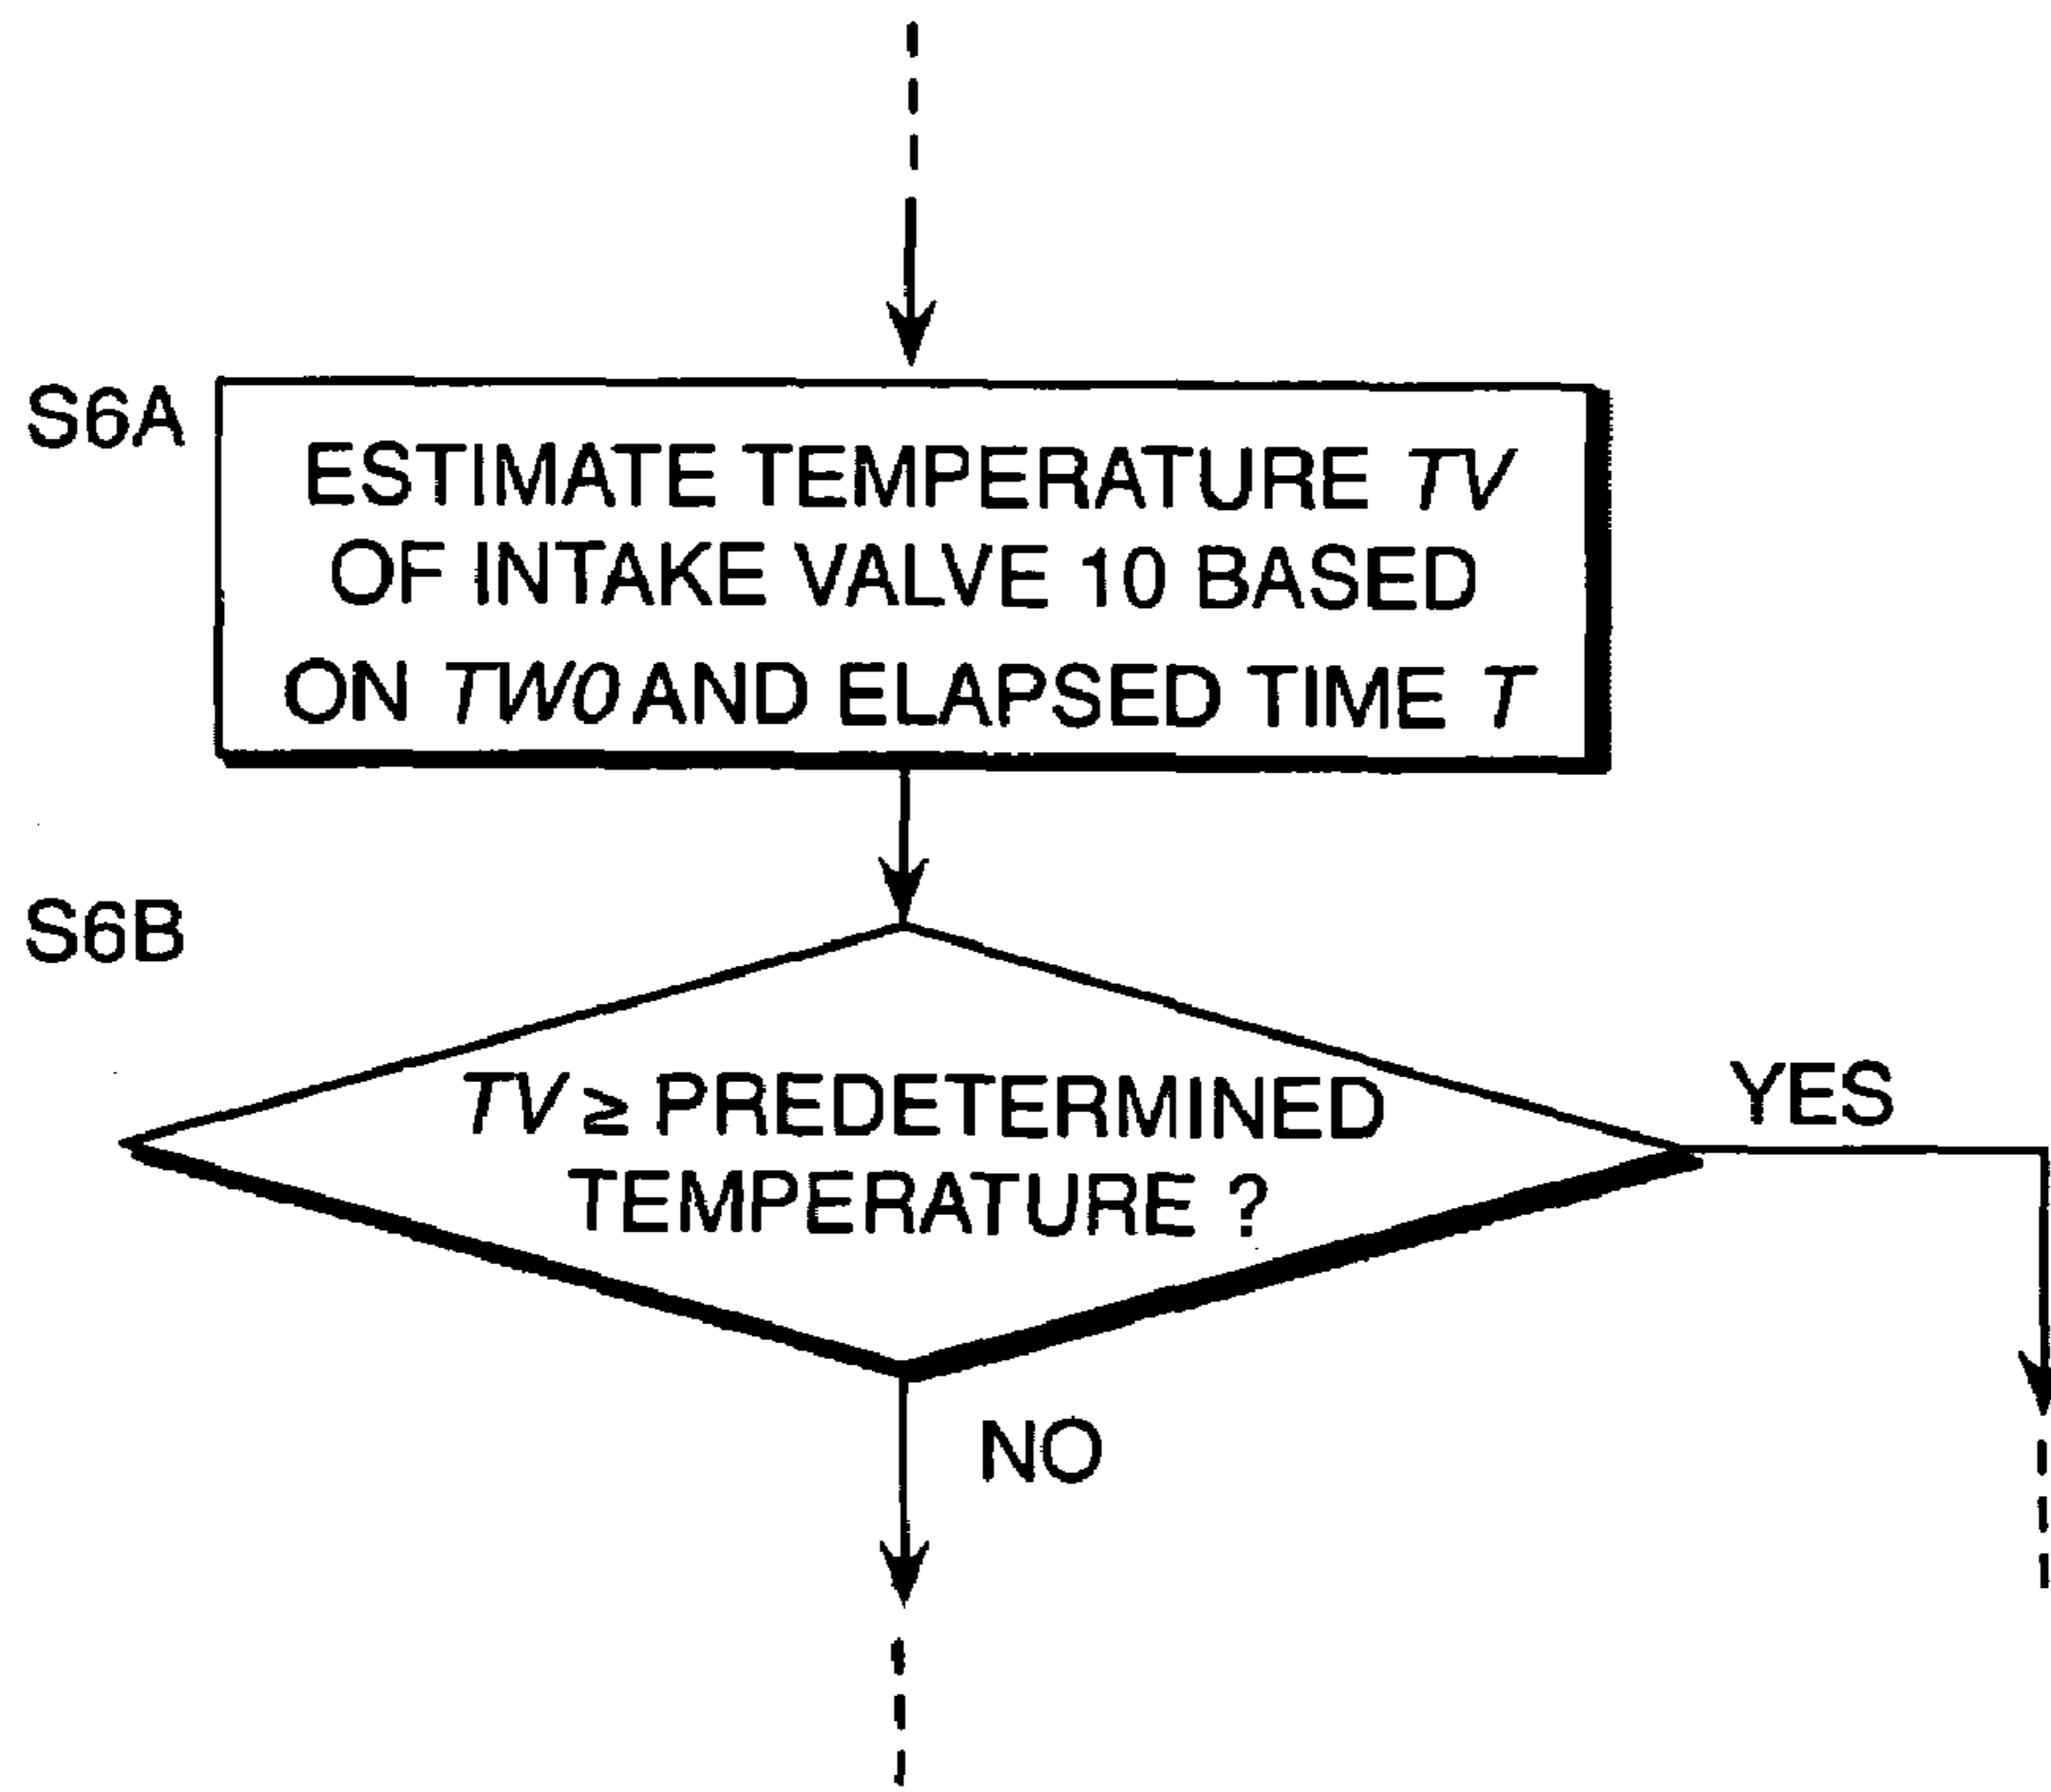 S6A
ESTIMATE TEMPERATURE TV
OF INTAKE VALVE 10 BASED
ON TW0 AND ELAPSED TIME T
S6B
TV ≥ PREDETERMINED
TEMPERATURE ?
YES
NO